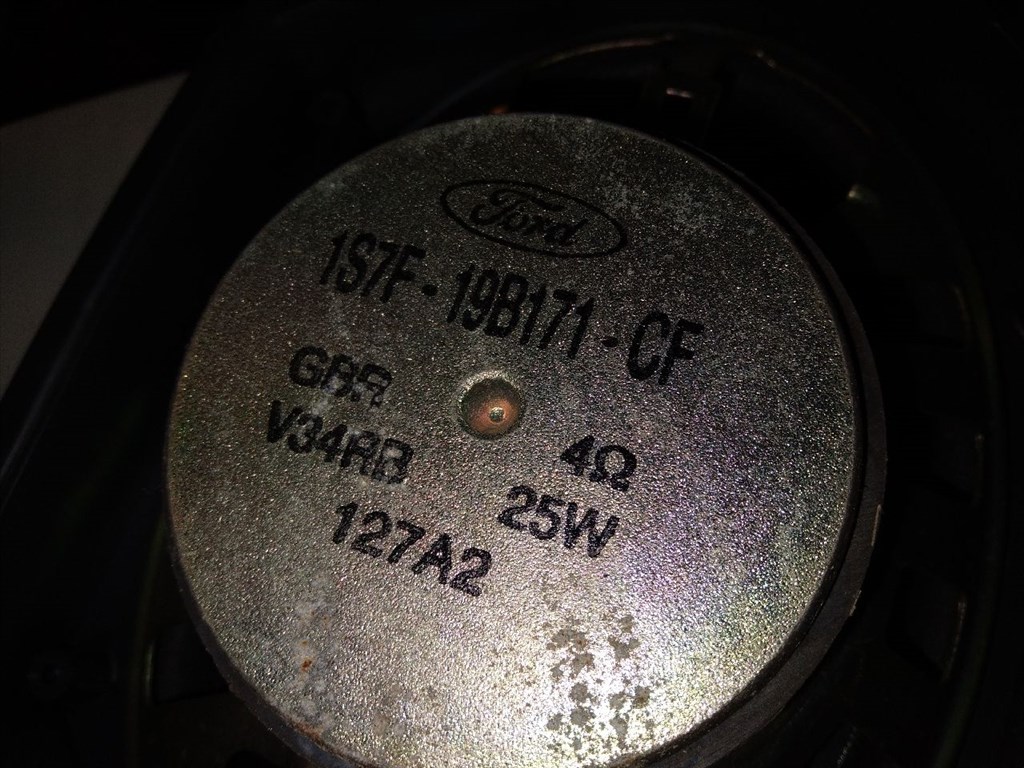 Ford
1S7F-19B171-CF
GBR
V34RB
4Ω
25W
127A2